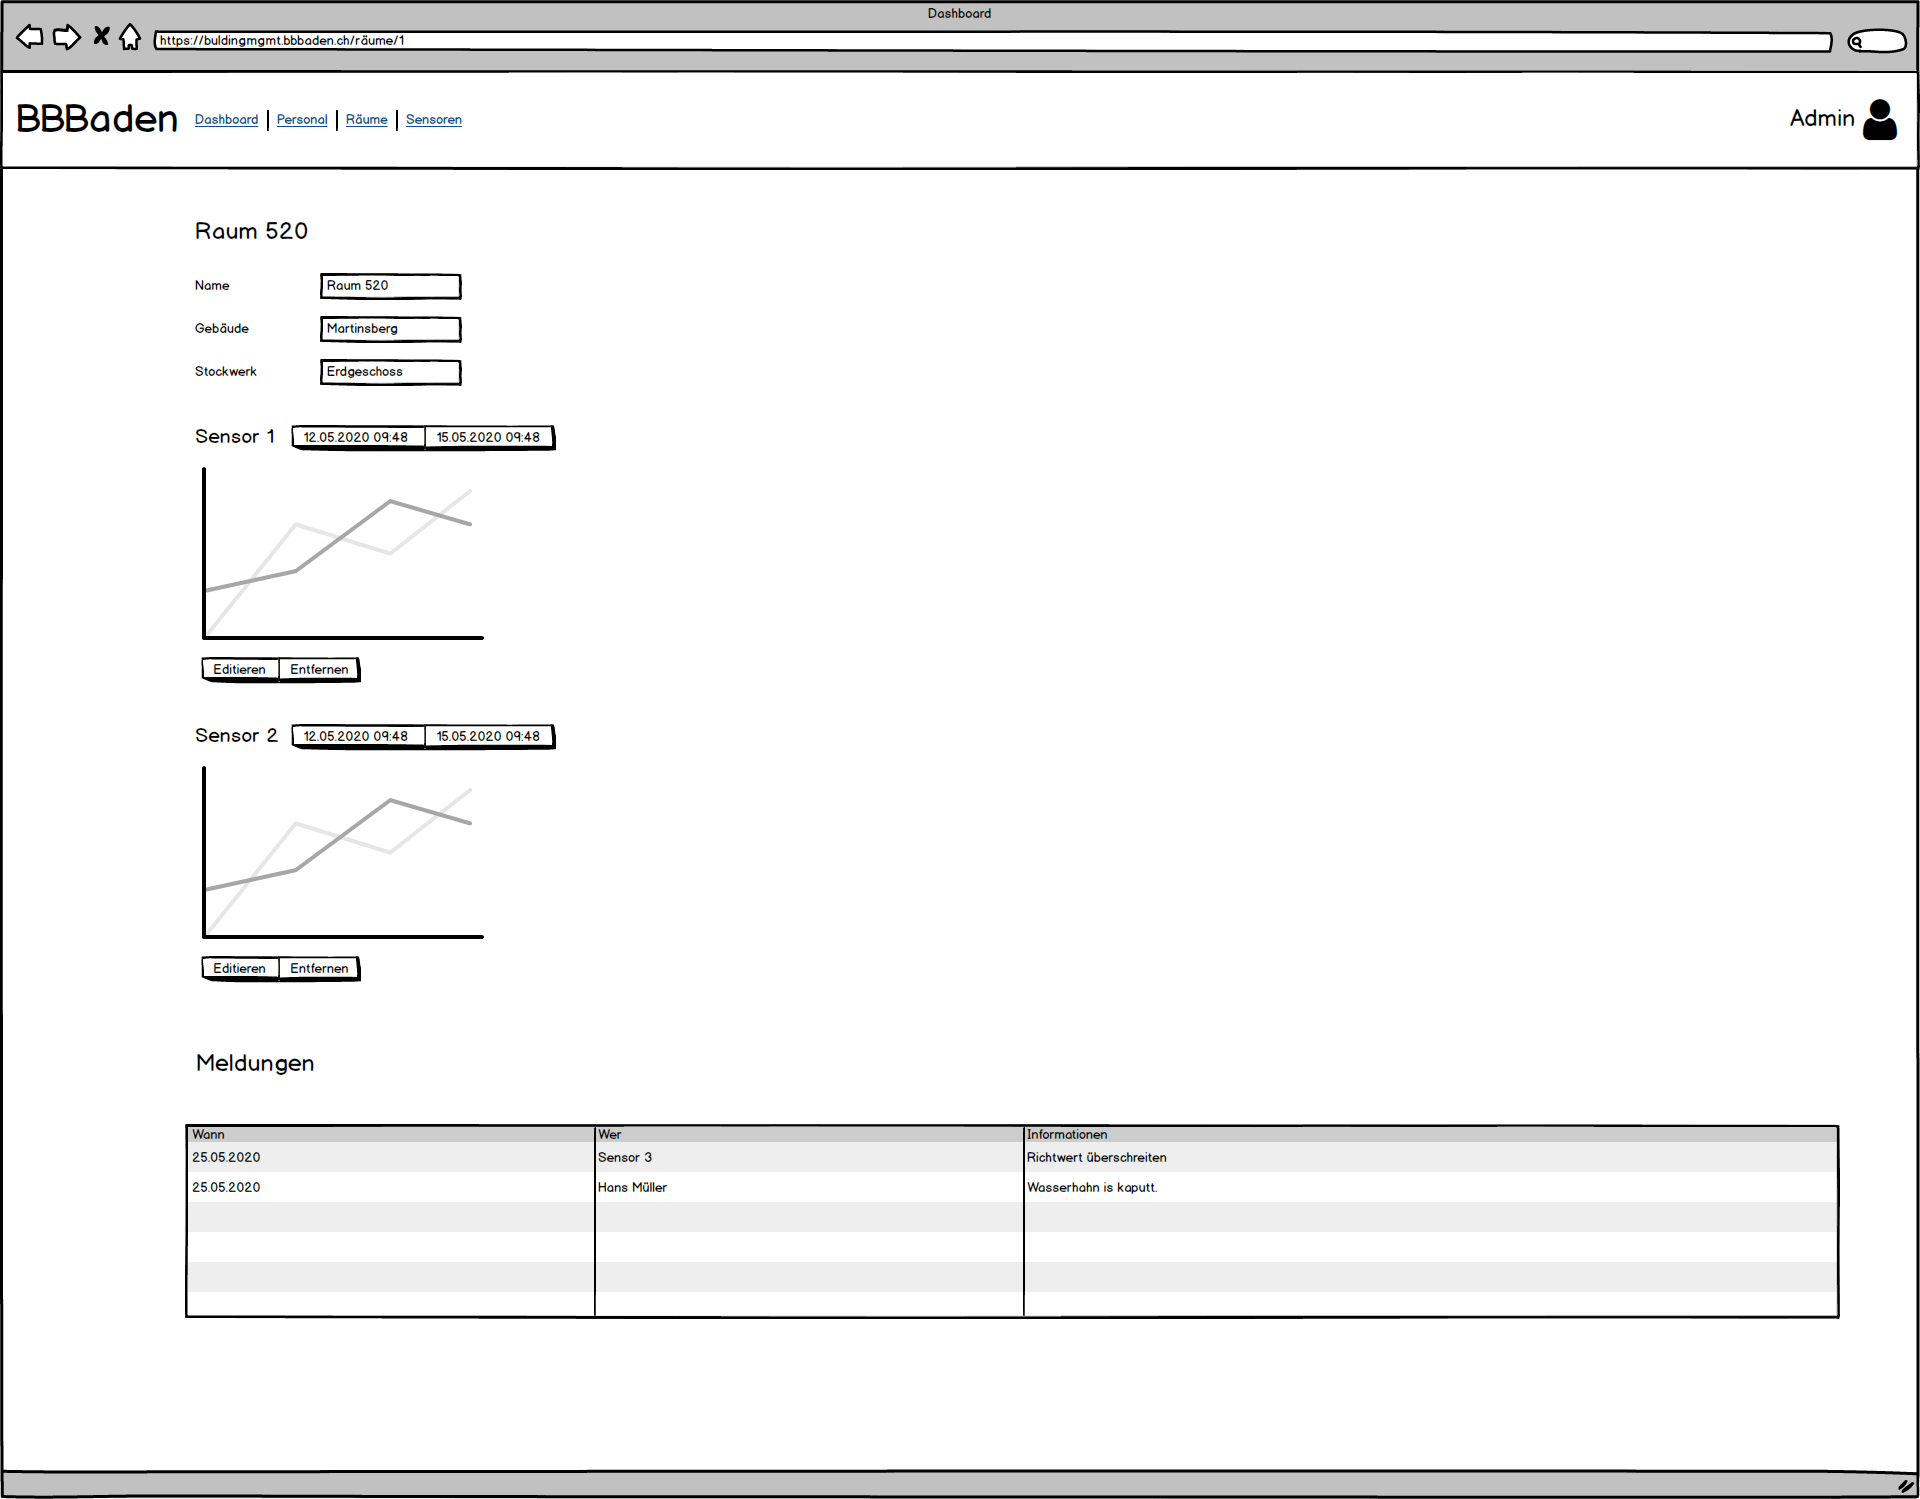 Dashboard
https://buldingmgmt.bbbaden.ch/räume/1
BBBaden Dashboard Personal Räume Sensoren Admin
Raum 520
Name Raum 520
Gebäude Martinsberg
Stockwerk Erdgeschoss
Sensor 1 12.05.2020 09:48 15.05.2020 09:48
Editieren Entfernen
Sensor 2 12.05.2020 09:48 15.05.2020 09:48
Editieren Entfernen
Meldungen
Wann Wer Informationen
25.05.2020 Sensor 3 Richtwert überschreiten
25.05.2020 Hans Müller Wasserhahn is kaputt.